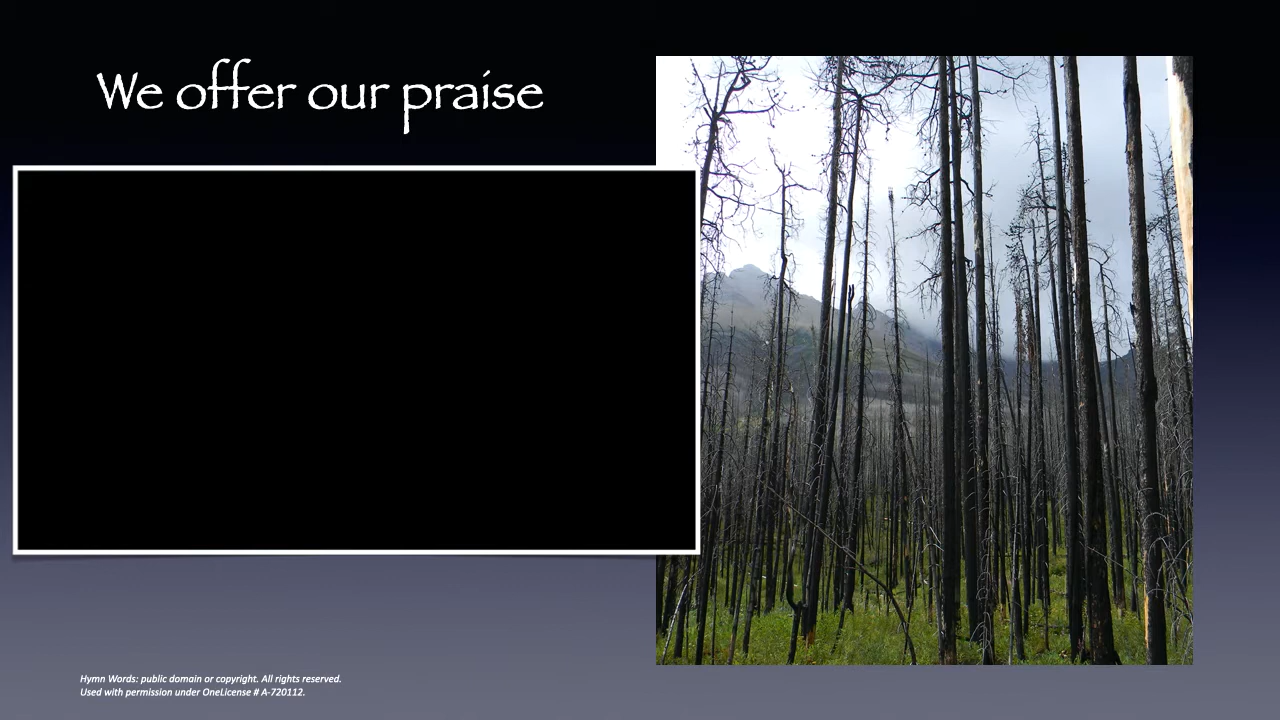 We offer our praise
Hymn Words: public domain or copyright. All rights reserved.
Used with permission under OneLicense # A-720112.